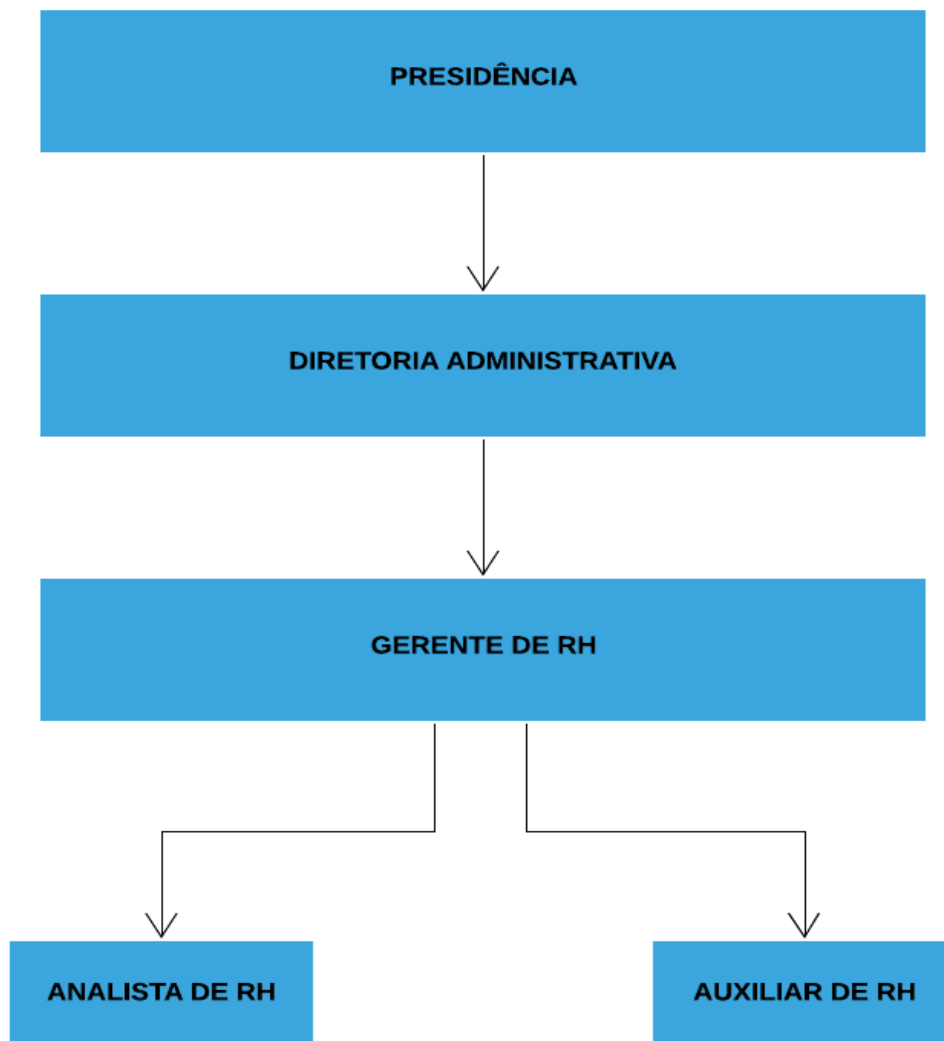 PRESIDÊNCIA
DIRETORIA ADMINISTRATIVA
GERENTE DE RH
ANALISTA DE RH
AUXILIAR DE RH